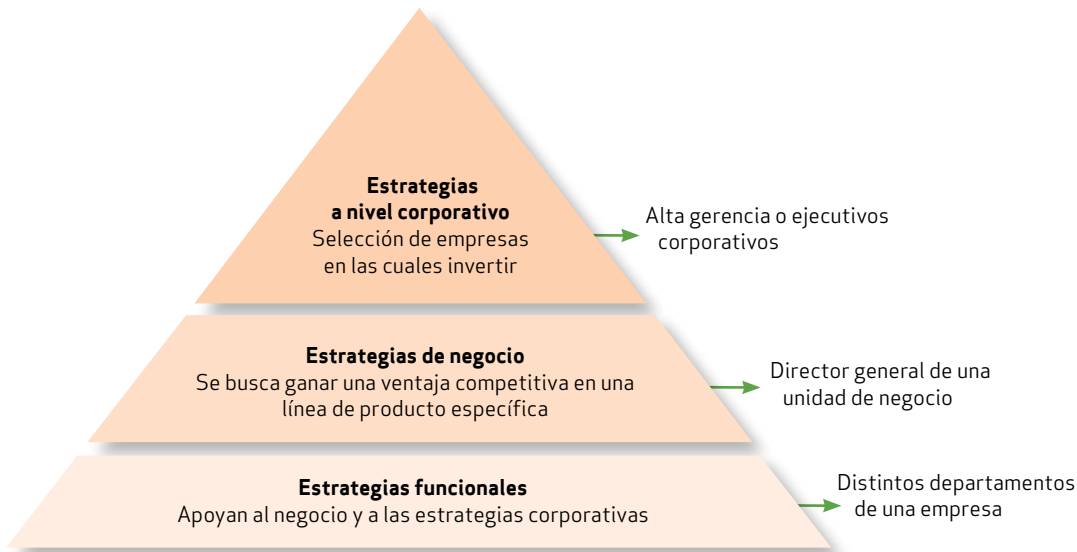 Estrategias
a nivel corporativo
Selección de empresas
en las cuales invertir
Alta gerencia o ejecutivos
corporativos
Estrategias de negocio
Se busca ganar una ventaja competitiva en una
línea de producto específica
Director general de una
unidad de negocio
Estrategias funcionales
Apoyan al negocio y a las estrategias corporativas
Distintos departamentos
de una empresa